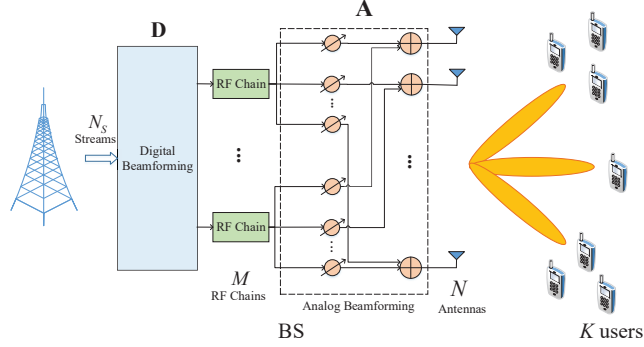 D
A
N_S
Streams
Digital
Beamforming
RF Chain
RF Chain
M
RF Chains
Analog Beamforming
N
Antennas
BS
K users